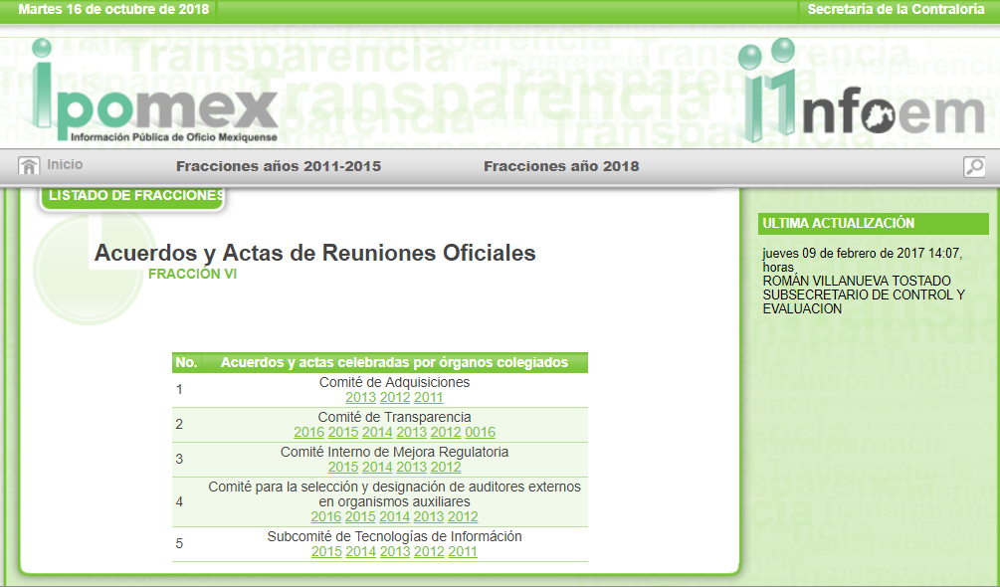 Martes 16 de octubre de 2018
Secretaria de la Contraloría
ipomex
Información Pública de Oficio Mexiquense
infoem
Inicio
Fracciones años 2011-2015
Fracciones año 2018
LISTADO DE FRACCIONES
Acuerdos y Actas de Reuniones Oficiales
FRACCIÓN VI
No. Acuerdos y actas celebradas por órganos colegiados
1
Comité de Adquisiciones
2013 2012 2011
2
Comité de Transparencia
2016 2015 2014 2013 2012 0016
3
Comité Interno de Mejora Regulatoria
2015 2014 2013 2012
4
Comité para la selección y designación de auditores externos
en organismos auxiliares
2016 2015 2014 2013 2012
5
Subcomité de Tecnologías de Információn
2015 2014 2013 2012 2011
ULTIMA ACTUALIZACIÓN
jueves 09 de febrero de 2017 14:07,
horas
ROMÁN VILLANUEVA TOSTADO
SUBSECRETARIO DE CONTROL Y
EVALUACION